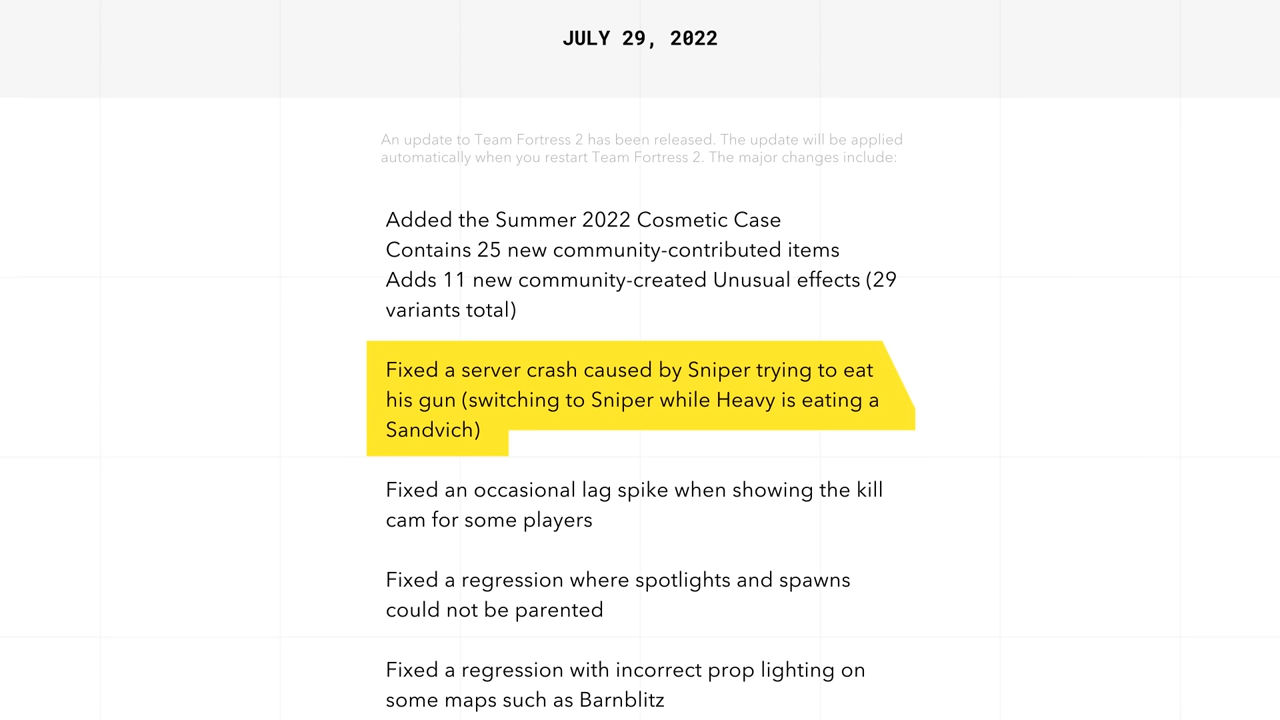 JULY 29, 2022
An update to Team Fortress 2 has been released. The update will be applied
automatically when you restart Team Fortress 2. The major changes include:
Added the Summer 2022 Cosmetic Case
Contains 25 new community-contributed items
Adds 11 new community-created Unusual effects (29
variants total)
Fixed a server crash caused by Sniper trying to eat
his gun (switching to Sniper while Heavy is eating a
Sandvich)
Fixed an occasional lag spike when showing the kill
cam for some players
Fixed a regression where spotlights and spawns
could not be parented
Fixed a regression with incorrect prop lighting on
some maps such as Barnblitz